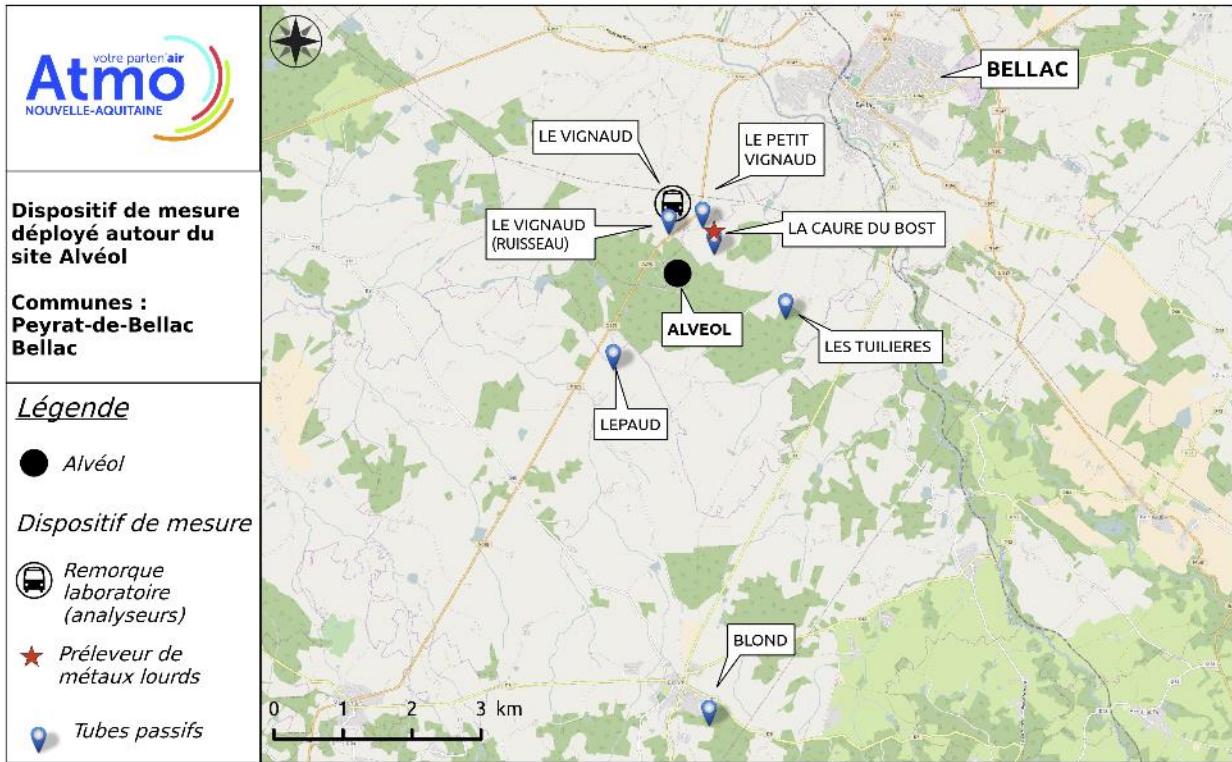 votre parten'air
Atmo
NOUVELLE-AQUITAINE
Dispositif de mesure
déployé autour du
site Alvéol
Communes :
Peyrat-de-Bellac
Bellac
Légende
Alvéol
Dispositif de mesure
Remorque
laboratoire
(analyseurs)
Préleveur de
métaux lourds
Tubes passifs
BELLAC
LE VIGNAUD
LE PETIT
VIGNAUD
LE VIGNAUD
(RUISSEAU)
LA CAURE DU BOST
ALVEOL
LES TUILIERES
LEPAUD
BLOND
0 1 2 3 km